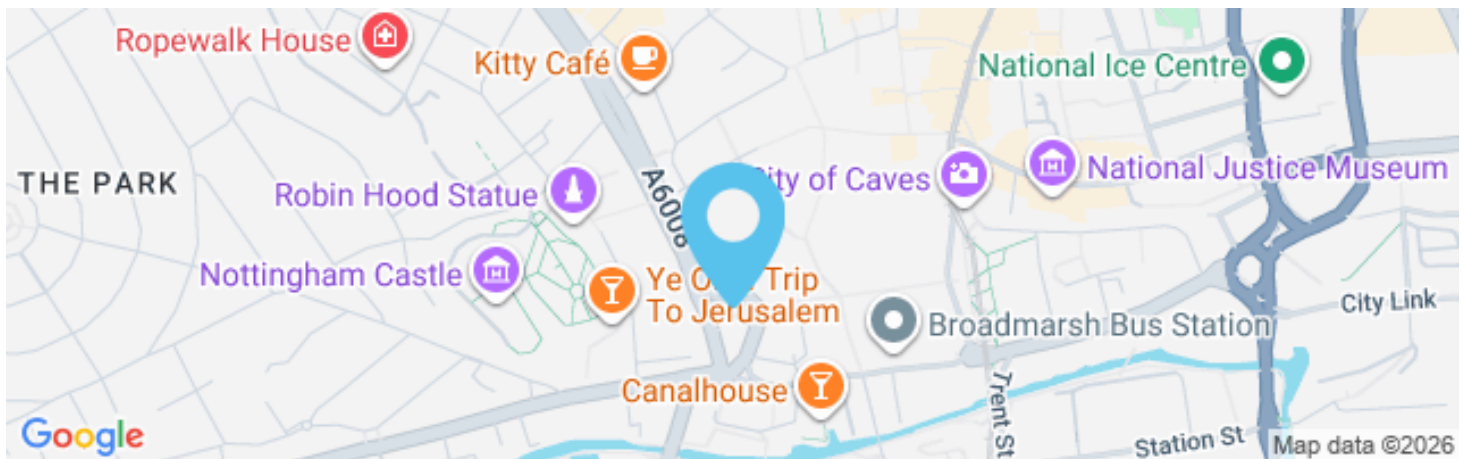 Ropewalk House
Kitty Café
National Ice Centre
THE PARK
Robin Hood Statue
A6008
City of Caves
National Justice Museum
Nottingham Castle
Ye Olde Trip
To Jerusalem
Broadmarsh Bus Station
City Link
Canalhouse
Trent St
Station St
Google
Map data ©2026